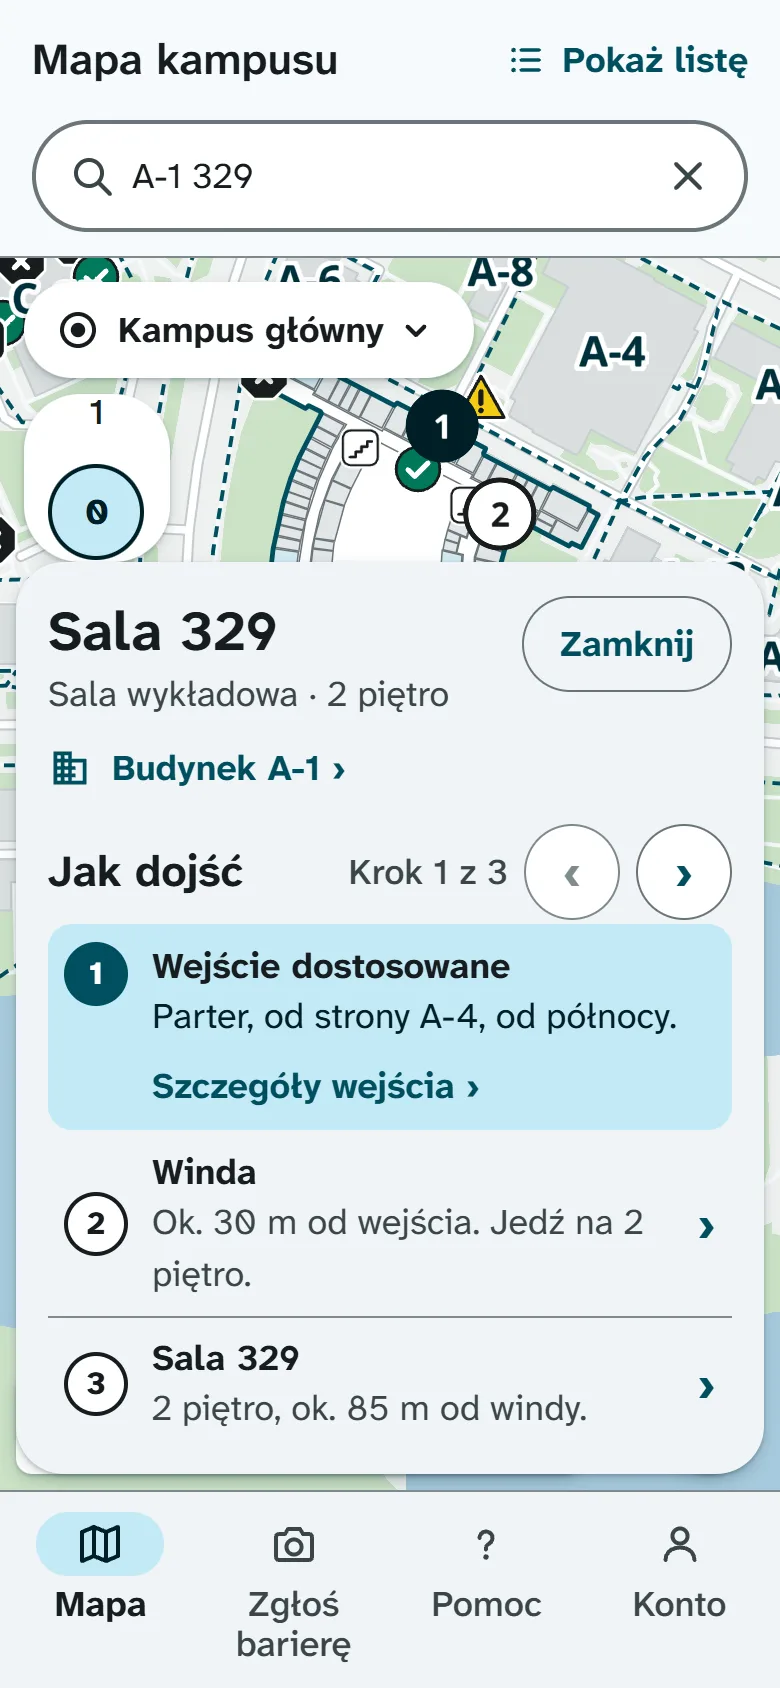 Mapa kampusu
Pokaż listę
A-1 329
A-6
A-8
C
Kampus główny
A-4
A
1
1
0
2
Sala 329
Zamknij
Sala wykładowa · 2 piętro
A
Budynek A-1 ›
Jak dojść
Krok 1 z 3
‹
›
1
Wejście dostosowane
Parter, od strony A-4, od północy.
Szczegóły wejścia ›
Winda
2
Ok. 30 m od wejścia. Jedź na 2
piętro.
›
Sala 329
3
2 piętro, ok. 85 m od windy.
›
Mapa
Zgłoś
barierę
?
Pomoc
Konto